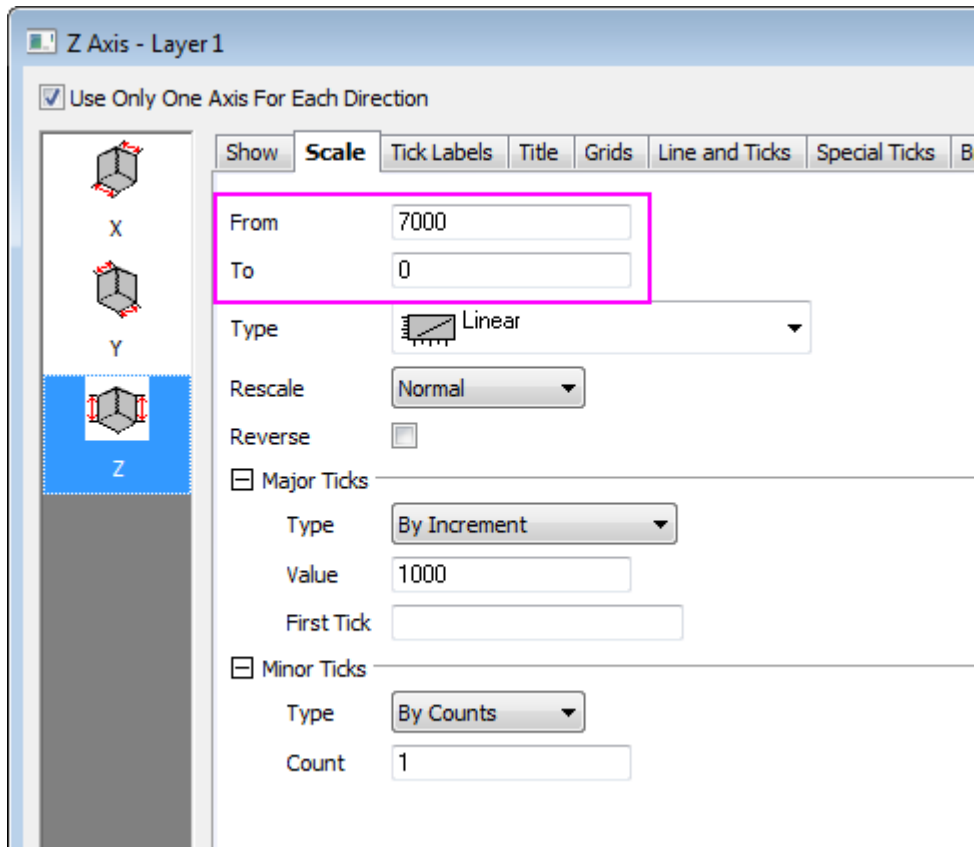 Z Axis - Layer 1
Use Only One Axis For Each Direction
X
Y
Z
Show Scale Tick Labels Title Grids Line and Ticks Special Ticks
From 7000
To 0
Type Linear
Rescale Normal
Reverse
Major Ticks
Type By Increment
Value 1000
First Tick
Minor Ticks
Type By Counts
Count 1